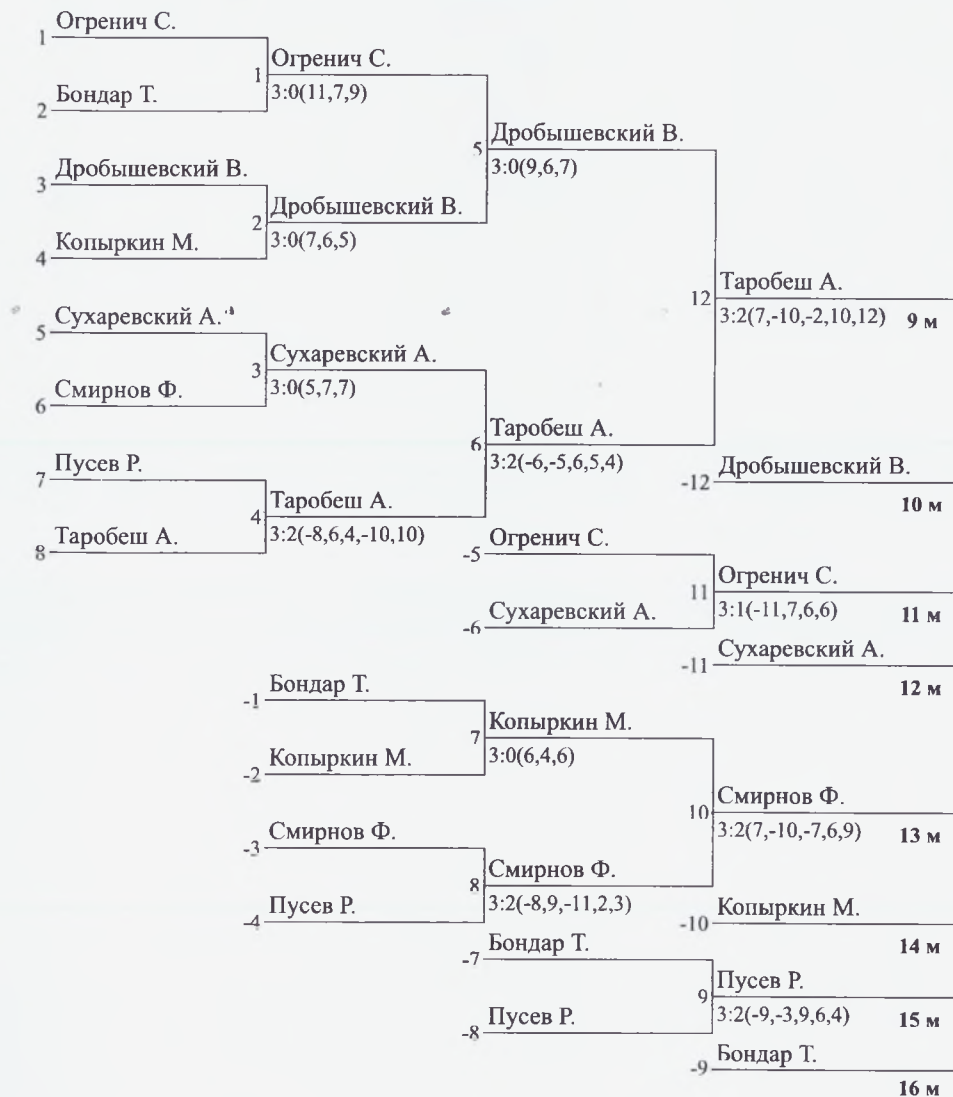 1 Огренич С.
1 Огренич С.
3:0(11,7,9)
2 Бондар Т.
5 Дробышевский В.
3:0(9,6,7)
3 Дробышевский В.
2 Дробышевский В.
3:0(7,6,5)
4 Копыркин М.
12 Таробеш А.
3:2(7,-10,-2,10,12) 9 м
5 Сухаревский А.
3 Сухаревский А.
3:0(5,7,7)
6 Смирнов Ф.
6 Таробеш А.
3:2(-6,-5,6,5,4)
7 Пусев Р.
-12 Дробышевский В.
10 м
4 Таробеш А.
3:2(-8,6,4,-10,10)
8 Таробеш А.
-5 Огренич С.
11 Огренич С.
3:1(-11,7,6,6) 11 м
-6 Сухаревский А.
-11 Сухаревский А.
12 м
-1 Бондар Т.
7 Копыркин М.
3:0(6,4,6)
-2 Копыркин М.
10 Смирнов Ф.
3:2(7,-10,-7,6,9) 13 м
-3 Смирнов Ф.
8 Смирнов Ф.
3:2(-8,9,-11,2,3)
-4 Пусев Р.
-10 Копыркин М.
14 м
-7 Бондар Т.
9 Пусев Р.
3:2(-9,-3,9,6,4) 15 м
-8 Пусев Р.
-9 Бондар Т.
16 м